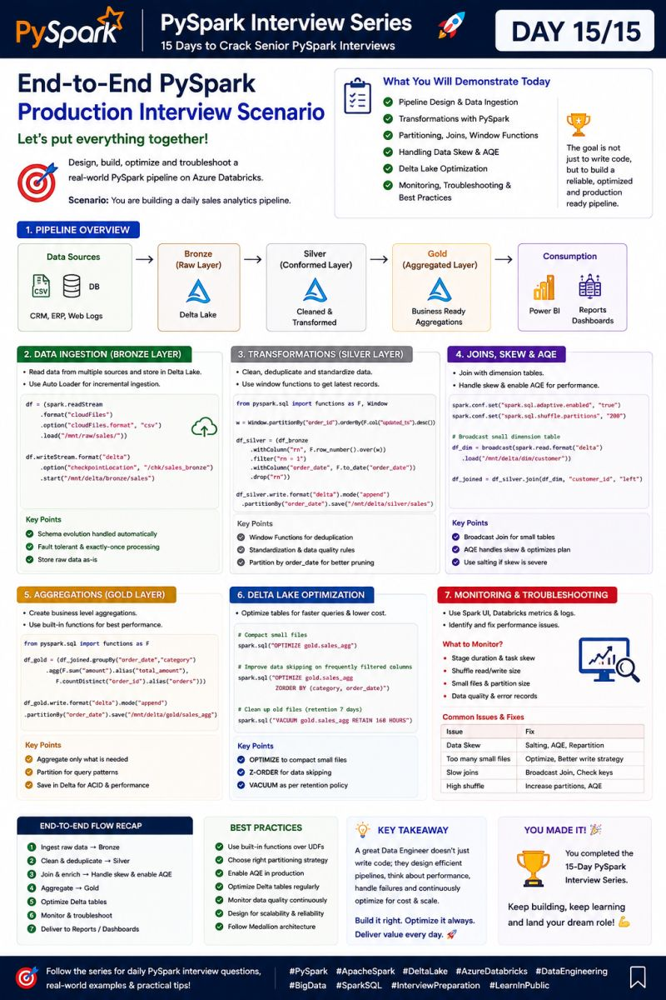 PySpark
PySpark Interview Series
15 Days to Crack Senior PySpark Interviews
DAY 15/15
End-to-End PySpark
Production Interview Scenario
Let's put everything together!
Design, build, optimize and troubleshoot a
real-world PySpark pipeline on Azure Databricks.
Scenario: You are building a daily sales analytics pipeline.
What You Will Demonstrate Today
Pipeline Design & Data Ingestion
Transformations with PySpark
Partitioning, Joins, Window Functions
Handling Data Skew & AQE
Delta Lake Optimization
Monitoring, Troubleshooting &
Best Practices
The goal is not
just to write code,
but to build a
reliable, optimized
and production
ready pipeline.
1. PIPELINE OVERVIEW
Data Sources
CSV
DB
CRM, ERP, Web Logs
Bronze
(Raw Layer)
Delta Lake
Silver
(Conformed Layer)
Cleaned &
Transformed
Gold
(Aggregated Layer)
Business Ready
Aggregations
Consumption
Power BI
Reports
Dashboards
2. DATA INGESTION (BRONZE LAYER)
• Read data from multiple sources and store in Delta Lake.
• Use Auto Loader for incremental ingestion.
df = (spark.readStream
.format("cloudFiles")
.option("cloudFiles.format", "csv")
.load("/mnt/raw/sales/"))
df.writeStream.format("delta")
.option("checkpointLocation", "/chk/sales_bronze")
.start("/mnt/delta/bronze/sales")
Key Points
Schema evolution handled automatically
Fault tolerant & exactly-once processing
Store raw data as-is
3. TRANSFORMATIONS (SILVER LAYER)
• Clean, deduplicate and standardize data.
• Use window functions to get latest records.
from pyspark.sql import functions as F, Window
w = Window.partitionBy("order_id").orderBy(F.col("updated_ts").desc())
df_silver = (df_bronze
.withColumn("rn", F.row_number().over(w))
.filter("rn = 1")
.withColumn("order_date", F.to_date("order_date"))
.drop("rn"))
df_silver.write.format("delta").mode("append")
.partitionBy("order_date").save("/mnt/delta/silver/sales")
Key Points
Window Functions for deduplication
Standardization & data quality rules
Partition by order_date for better pruning
4. JOINS, SKEW & AQE
• Join with dimension tables.
• Handle skew & enable AQE for performance.
spark.conf.set("spark.sql.adaptive.enabled", "true")
spark.conf.set("spark.sql.shuffle.partitions", "200")
# Broadcast small dimension table
df_dim = broadcast(spark.read.format("delta")
.load("/mnt/delta/dim/customer"))
df_joined = df_silver.join(df_dim, "customer_id", "left")
Key Points
Broadcast Join for small tables
AQE handles skew & optimizes plan
Use salting if skew is severe
5. AGGREGATIONS (GOLD LAYER)
• Create business level aggregations.
• Use built-in functions for best performance.
from pyspark.sql import functions as F
df_gold = (df_joined.groupBy("order_date","category")
.agg(F.sum("amount").alias("total_amount"),
F.countDistinct("order_id").alias("orders")))
df_gold.write.format("delta").mode("append")
.partitionBy("order_date").save("/mnt/delta/gold/sales_agg")
Key Points
Aggregate only what is needed
Partition for query patterns
Save in Delta for ACID & performance
6. DELTA LAKE OPTIMIZATION
• Optimize tables for faster queries & lower cost.
# Compact small files
spark.sql("OPTIMIZE gold.sales_agg")
# Improve data skipping on frequently filtered columns
spark.sql("OPTIMIZE gold.sales_agg
ZORDER BY (category, order_date)")
# Clean up old files (retention 7 days)
spark.sql("VACUUM gold.sales_agg RETAIN 168 HOURS")
Key Points
OPTIMIZE to compact small files
Z-ORDER for data skipping
VACUUM as per retention policy
7. MONITORING & TROUBLESHOOTING
• Use Spark UI, Databricks metrics & logs.
• Identify and fix performance issues.
What to Monitor?
• Stage duration & task skew
• Shuffle read/write size
• Small files & partition size
• Data quality & error records
Common Issues & Fixes
Issue Fix
Data Skew Salting, AQE, Repartition
Too many small files Optimize, Better write strategy
Slow joins Broadcast Join, Check keys
High shuffle Increase partitions, AQE
END-TO-END FLOW RECAP
1 Ingest raw data → Bronze
2 Clean & deduplicate → Silver
3 Join & enrich → Handle skew & enable AQE
4 Aggregate → Gold
5 Optimize Delta tables
6 Monitor & troubleshoot
7 Deliver to Reports / Dashboards
BEST PRACTICES
Use built-in functions over UDFs
Choose right partitioning strategy
Enable AQE in production
Optimize Delta tables regularly
Monitor data quality continuously
Design for scalability & reliability
Follow Medallion architecture
KEY TAKEAWAY
A great Data Engineer doesn't just
write code; they design efficient
pipelines, think about performance,
handle failures and continuously
optimize for cost & scale.
Build it right. Optimize it always.
Deliver value every day. 🚀
YOU MADE IT! 🎉
You completed the
15-Day PySpark
Interview Series.
Keep building, keep learning
and land your dream role! 💪
Follow the series for daily PySpark interview questions,
real-world examples & practical tips!
#PySpark #ApacheSpark #DeltaLake #AzureDatabricks #DataEngineering
#BigData #SparkSQL #InterviewPreparation #LearnInPublic